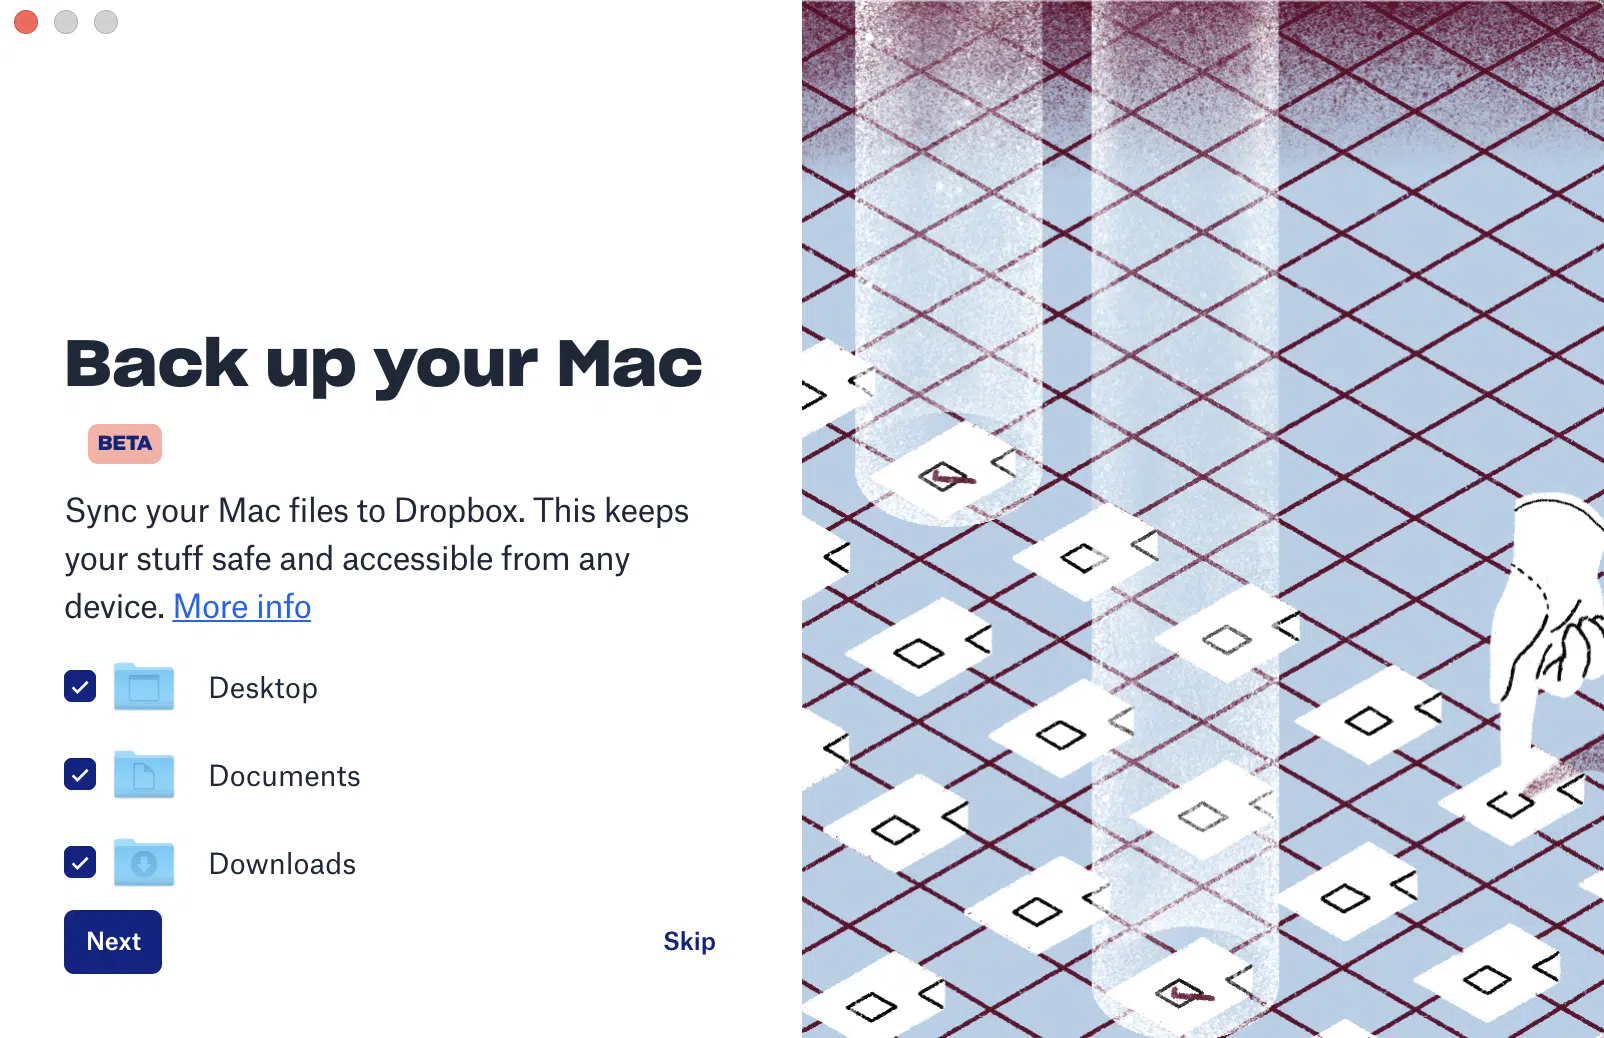 Back up your Mac
BETA
Sync your Mac files to Dropbox. This keeps
your stuff safe and accessible from any
device. More info
Desktop
Documents
Downloads
Next
Skip